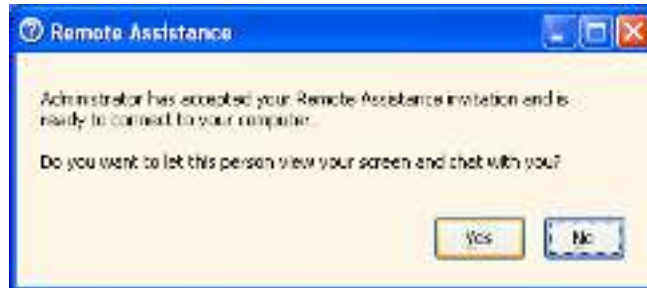 Remote Assistance
Administrator has accepted your Remote Assistance invitation and is
ready to connect to your computer.
Do you want to let this person view your screen and chat with you?
Yes
No